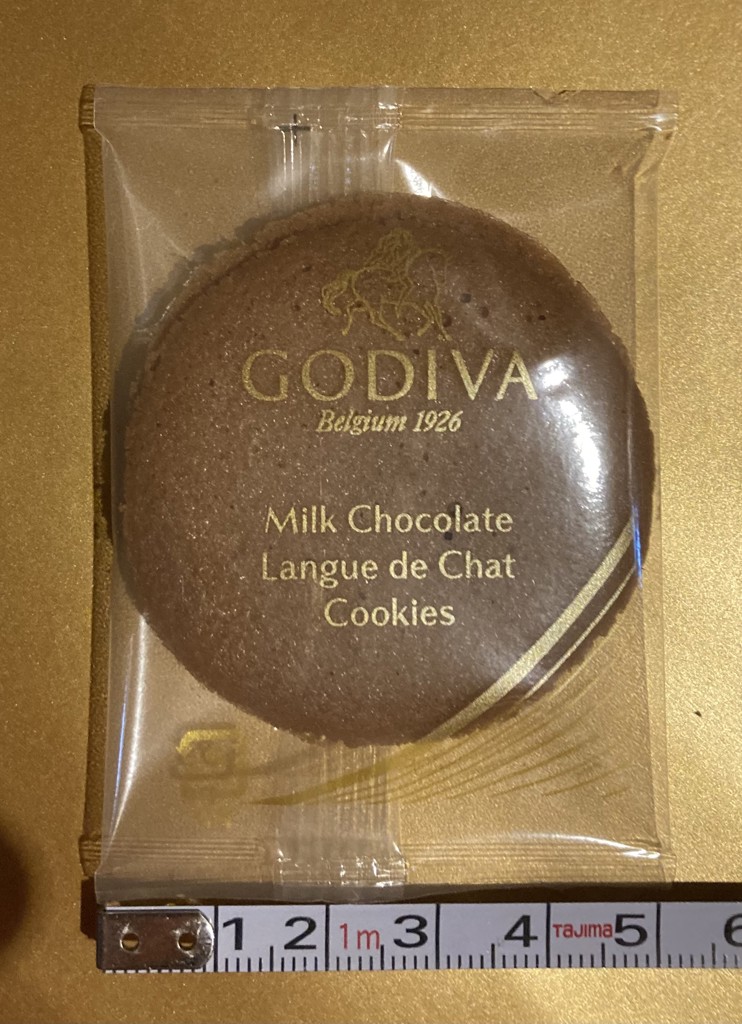 GODIVA
Belgium 1926
Milk Chocolate
Langue de Chat
Cookies
1 2 1m 3 4 TAJIMA 5 6